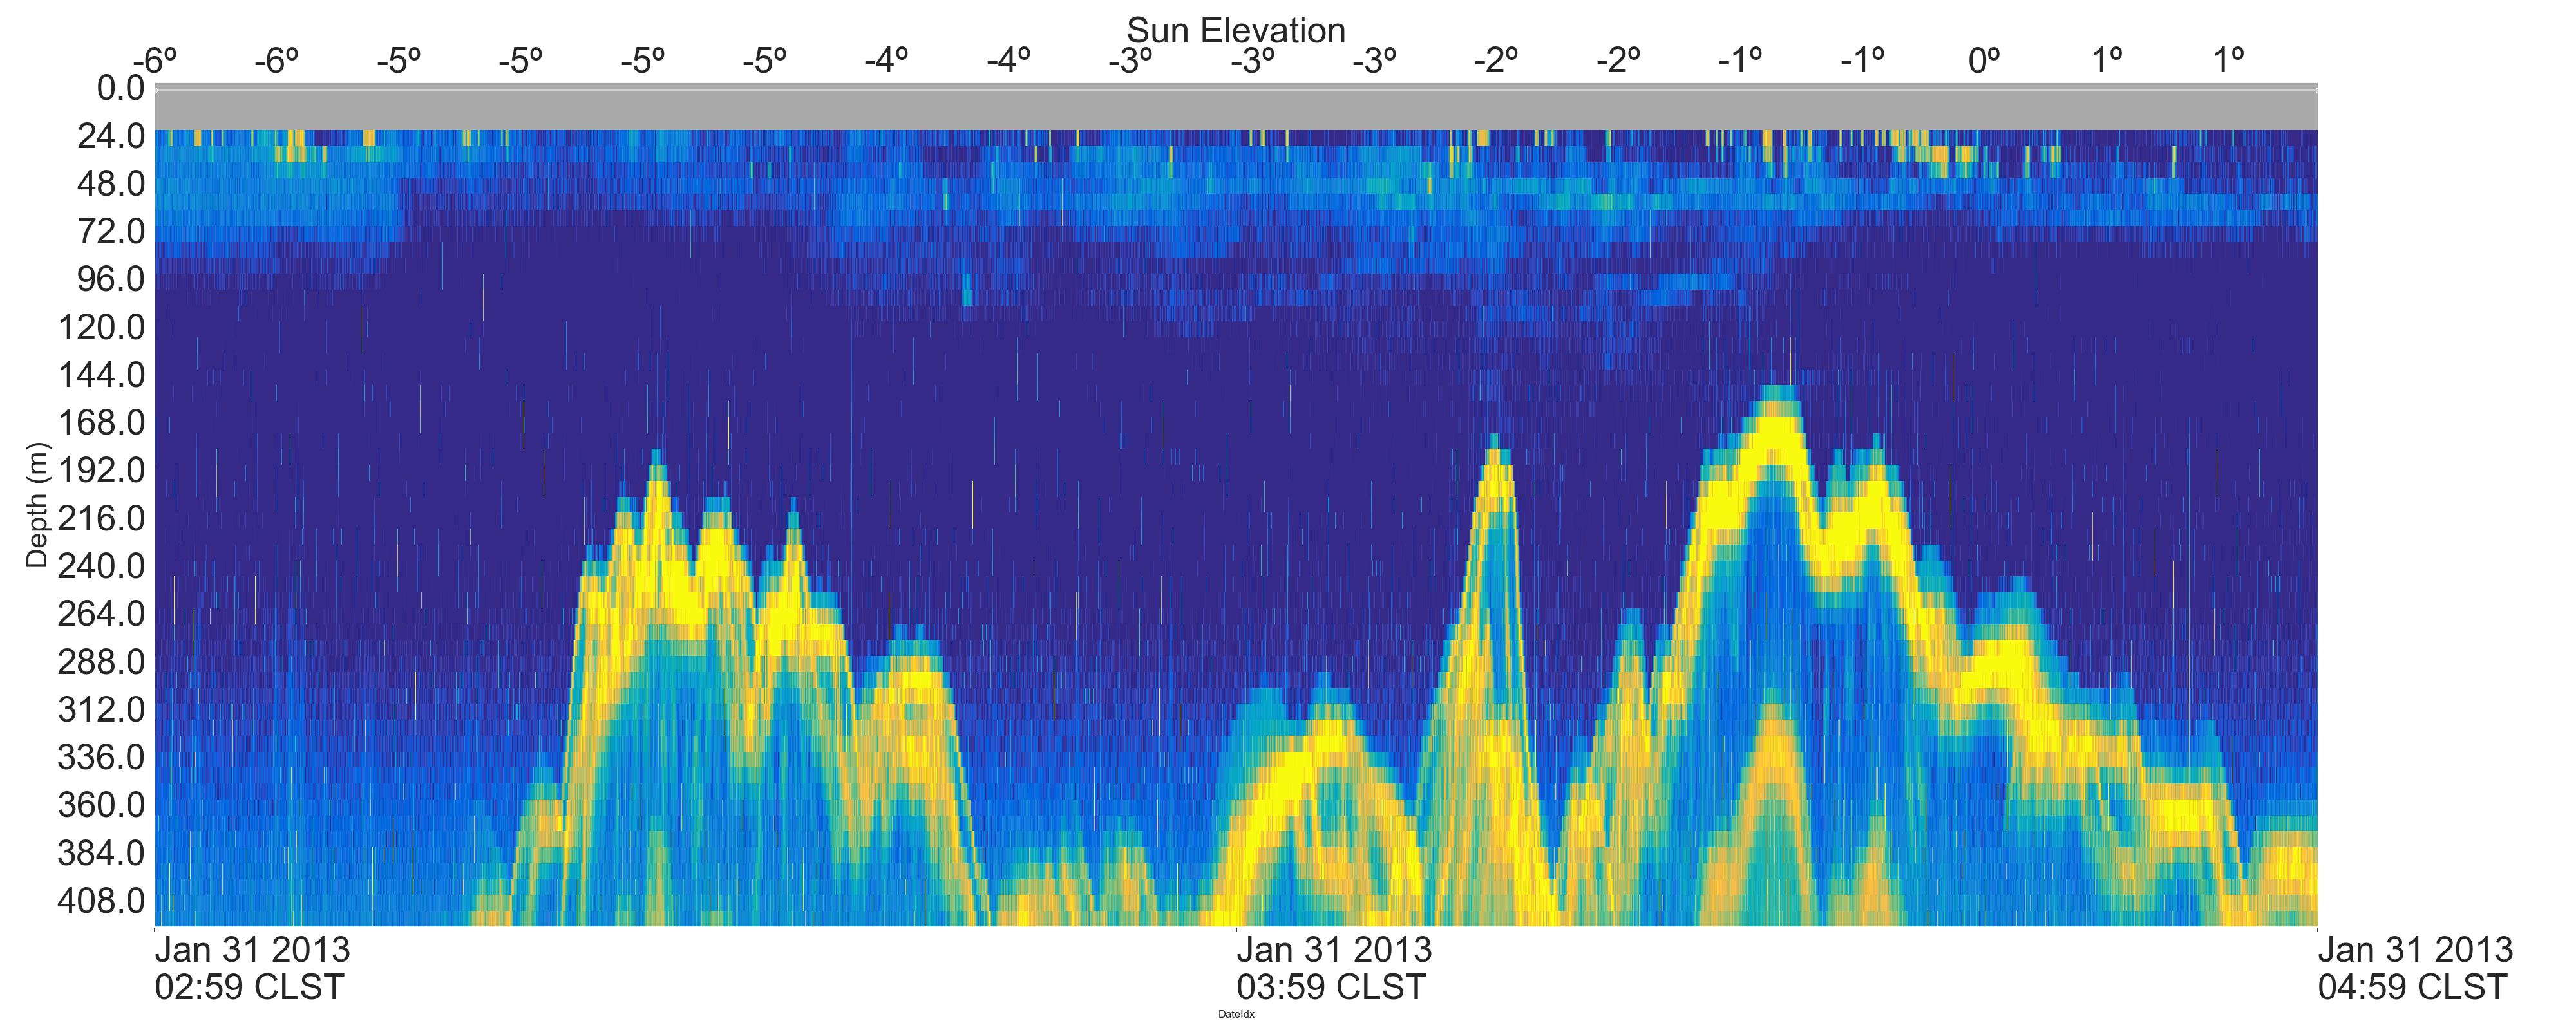 Sun Elevation
-6º -6º -5º -5º -5º -5º -4º -4º -3º -3º -3º -2º -2º -1º -1º 0º 1º 1º
0.0
24.0
48.0
72.0
96.0
120.0
144.0
168.0
192.0
216.0
240.0
264.0
288.0
312.0
336.0
360.0
384.0
408.0
Depth (m)
Jan 31 2013
02:59 CLST
Jan 31 2013
03:59 CLST
Jan 31 2013
04:59 CLST
DateIdx